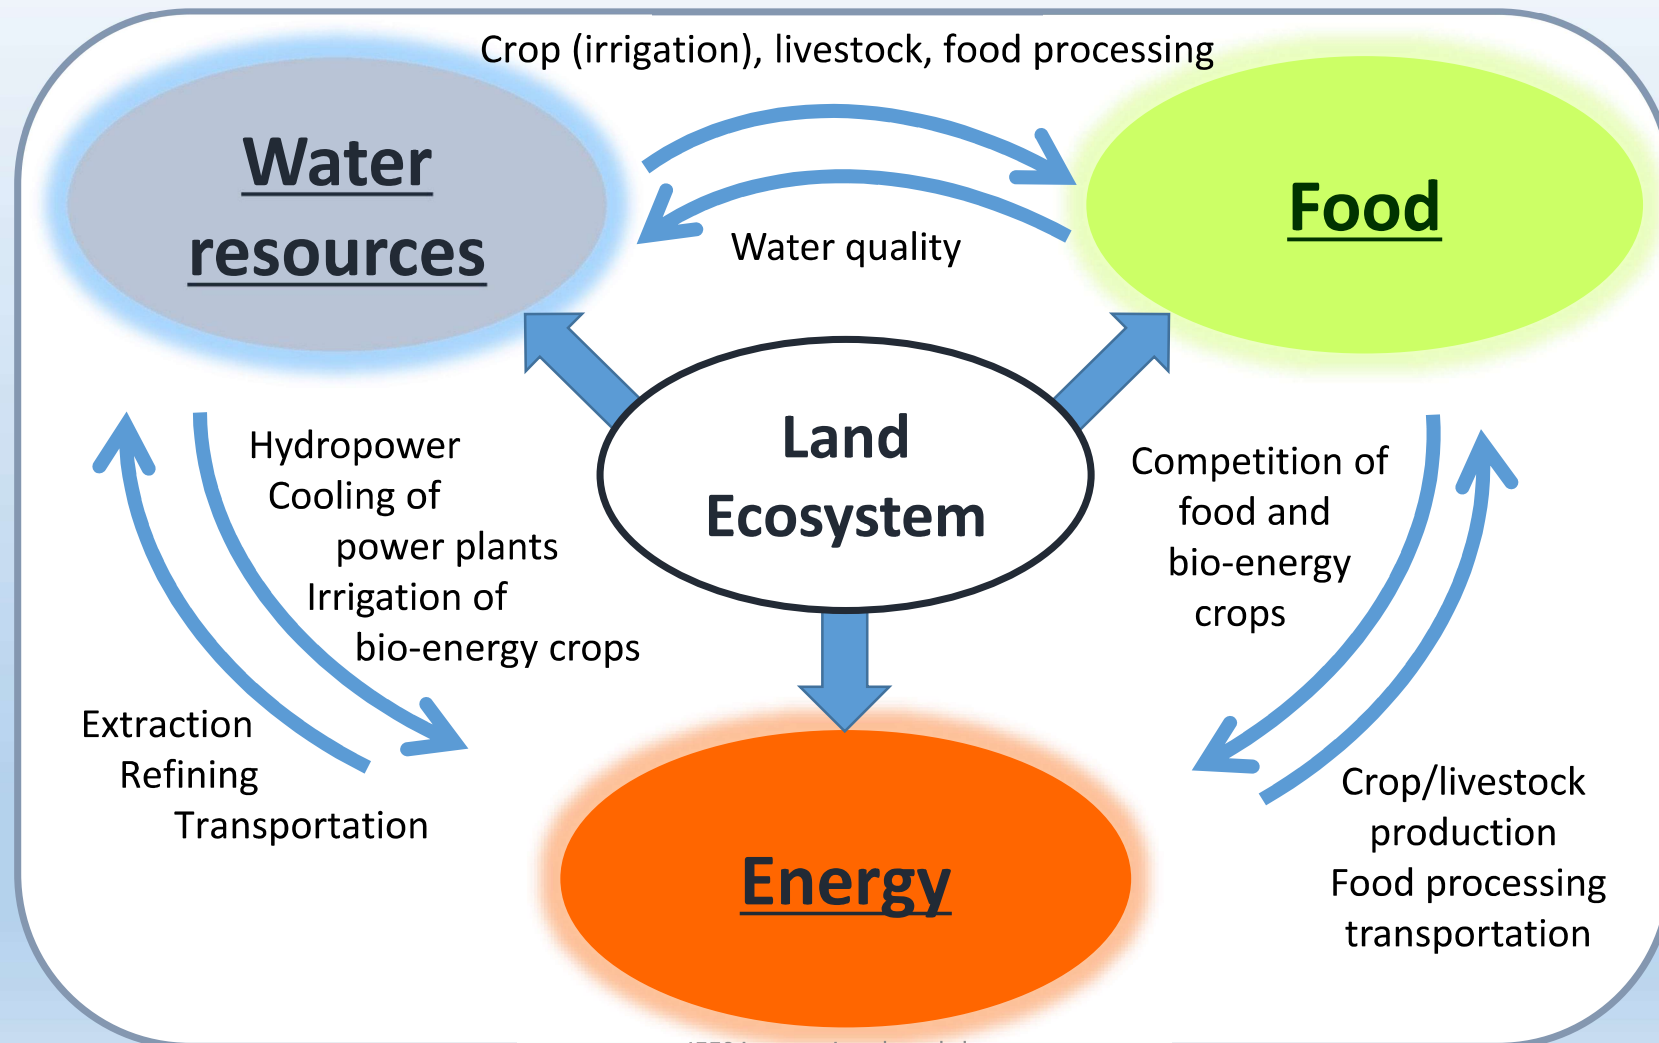 Crop (irrigation), livestock, food processing
Water
resources
Food
Water quality
Land
Ecosystem
Hydropower
Cooling of
power plants
Irrigation of
bio-energy crops
Competition of
food and
bio-energy
crops
Extraction
Refining
Transportation
Crop/livestock
production
Food processing
transportation
Energy